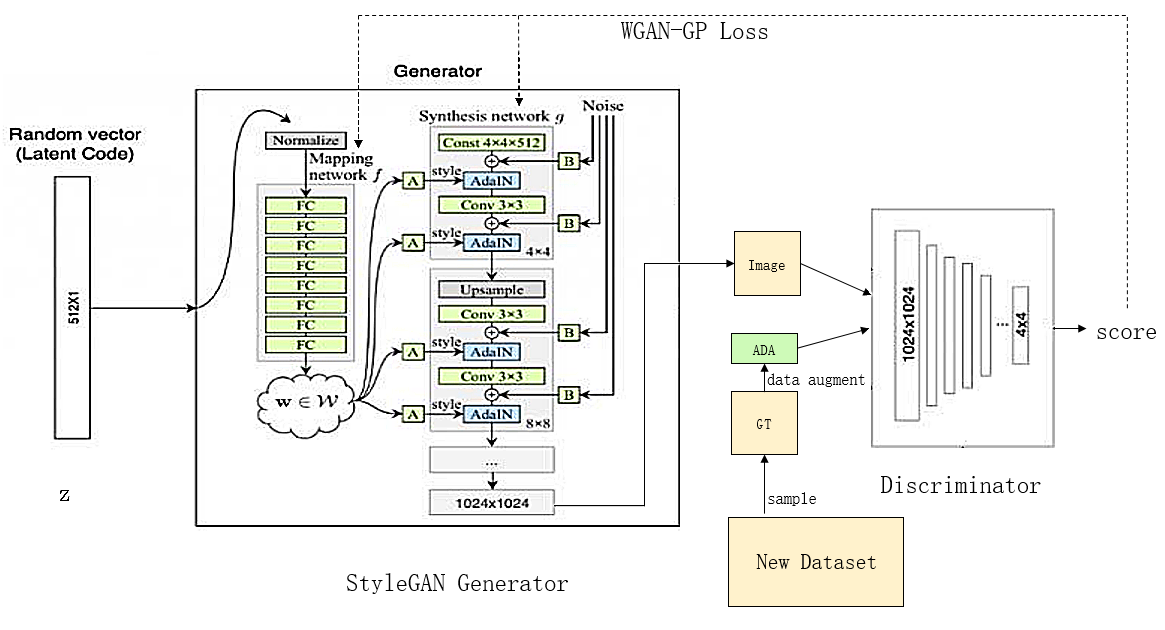 WGAN-GP Loss
Generator
Random vector
(Latent Code)
512X1
z
Normalize
Mapping
network f
FC
FC
FC
FC
FC
FC
FC
FC
w ∈ W
Synthesis network g
Noise
Const 4×4×512
B
A
style
AdaIN
Conv 3×3
B
A
style
AdaIN
4×4
Upsample
Conv 3×3
B
A
style
AdaIN
Conv 3×3
B
A
style
AdaIN
8×8
...
1024x1024
StyleGAN Generator
Image
ADA
data augment
GT
sample
New Dataset
1024x1024
...
4x4
Discriminator
score